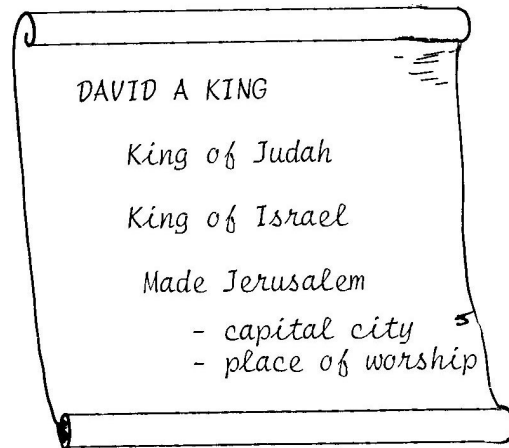 DAVID A KING
King of Judah
King of Israel
Made Jerusalem
- capital city
- place of worship